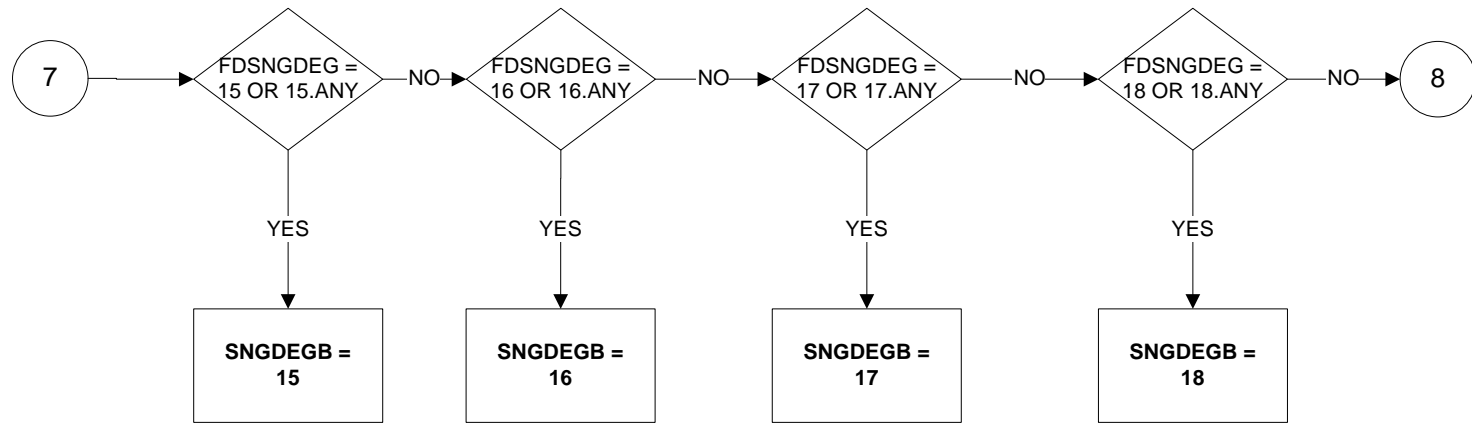 7
FDSNGDEG =
15 OR 15.ANY
NO
FDSNGDEG =
16 OR 16.ANY
NO
FDSNGDEG =
17 OR 17.ANY
NO
FDSNGDEG =
18 OR 18.ANY
NO
8
YES
YES
YES
YES
SNGDEGB =
15
SNGDEGB =
16
SNGDEGB =
17
SNGDEGB =
18